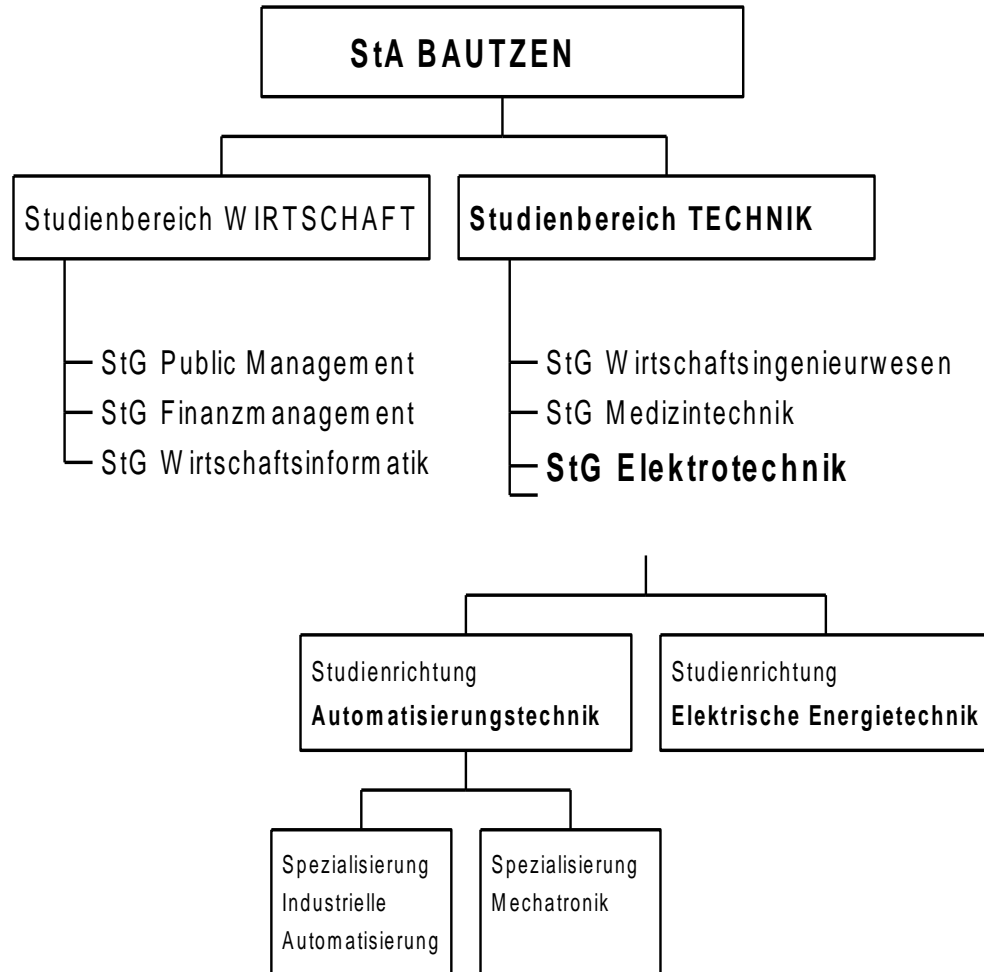 StA BAUTZEN
Studienbereich WIRTSCHAFT
Studienbereich TECHNIK
StG Public Management
StG Finanzmanagement
StG Wirtschaftsinformatik
StG Wirtschaftsingenieurwesen
StG Medizintechnik
StG Elektrotechnik
Studienrichtung
Automatisierungstechnik
Studienrichtung
Elektrische Energietechnik
Spezialisierung
Industrielle
Automatisierung
Spezialisierung
Mechatronik